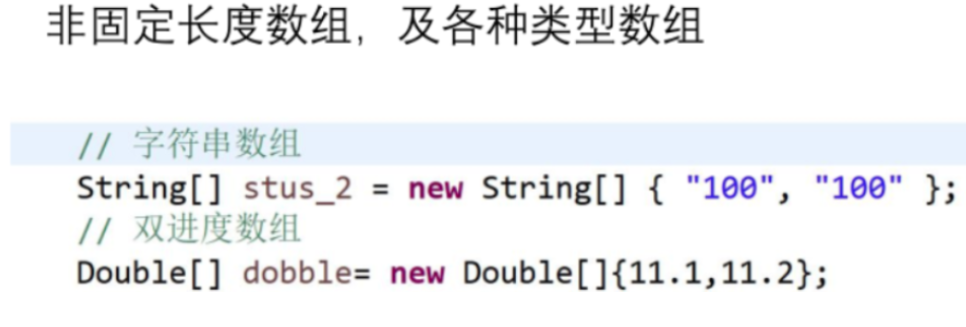 非固定长度数组，及各种类型数组
// 字符串数组
String[] stus_2 = new String[] { "100", "100" };
// 双进度数组
Double[] dobble= new Double[]{11.1,11.2};